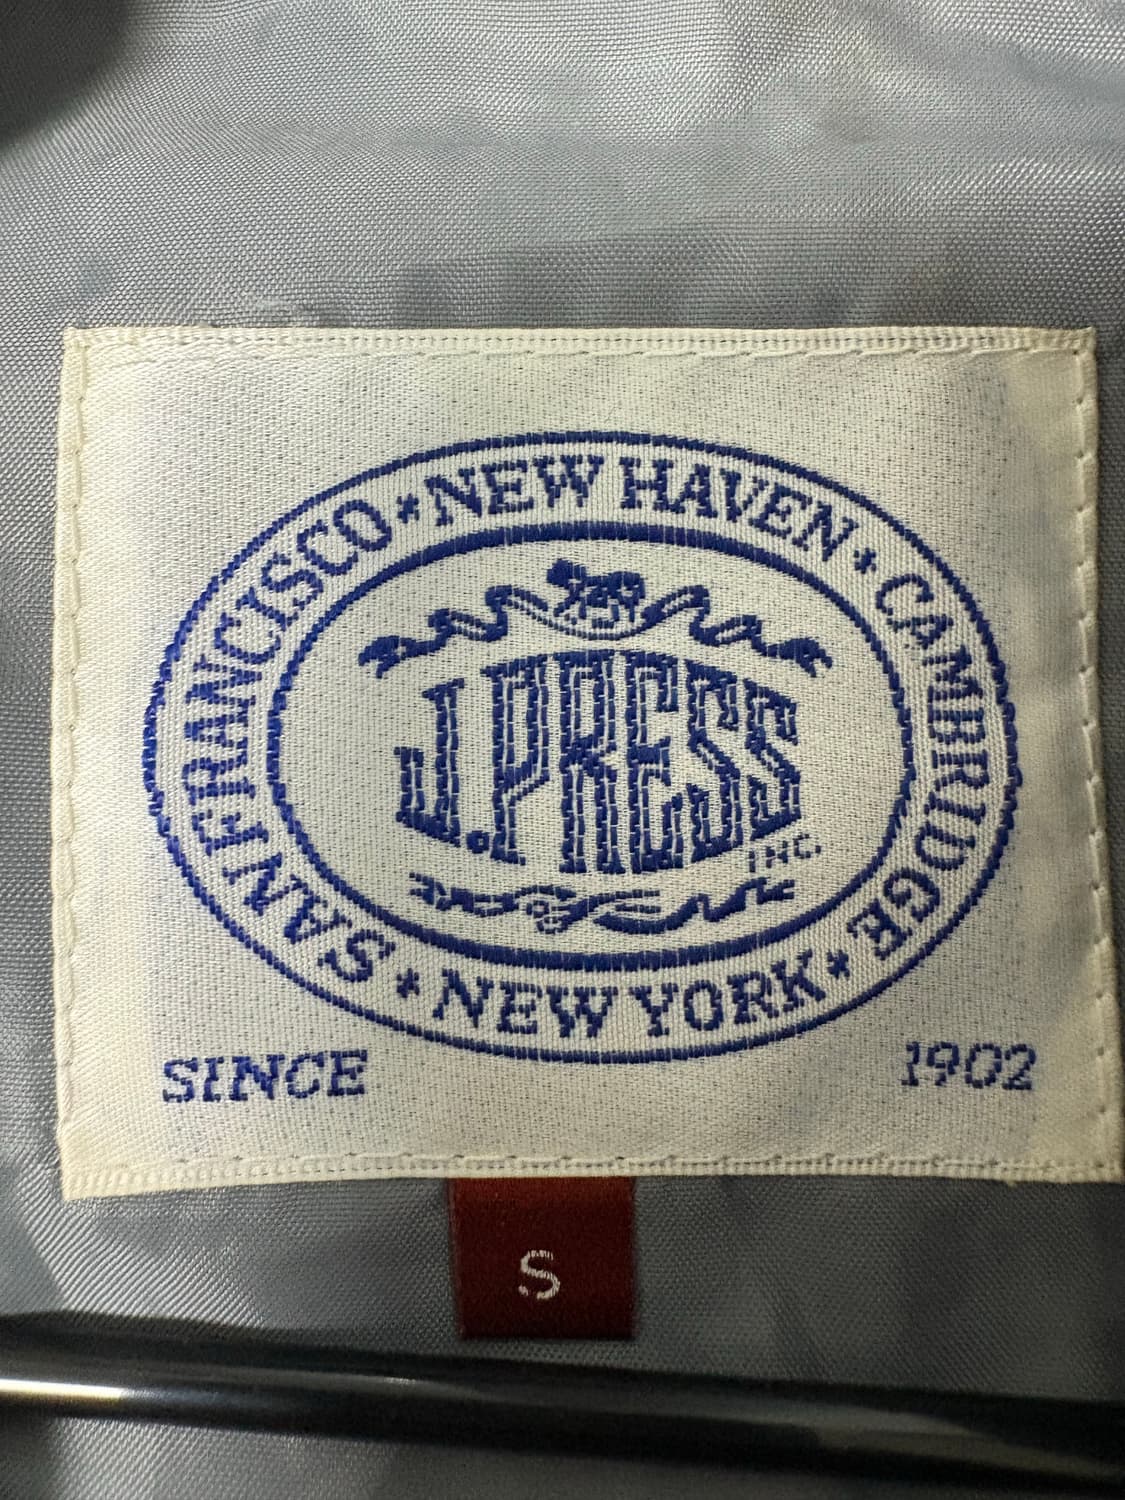 SAN FRANCISCO * NEW HAVEN * CAMBRIDGE * NEW YORK *
J.PRESS
INC.
SINCE 1902
S